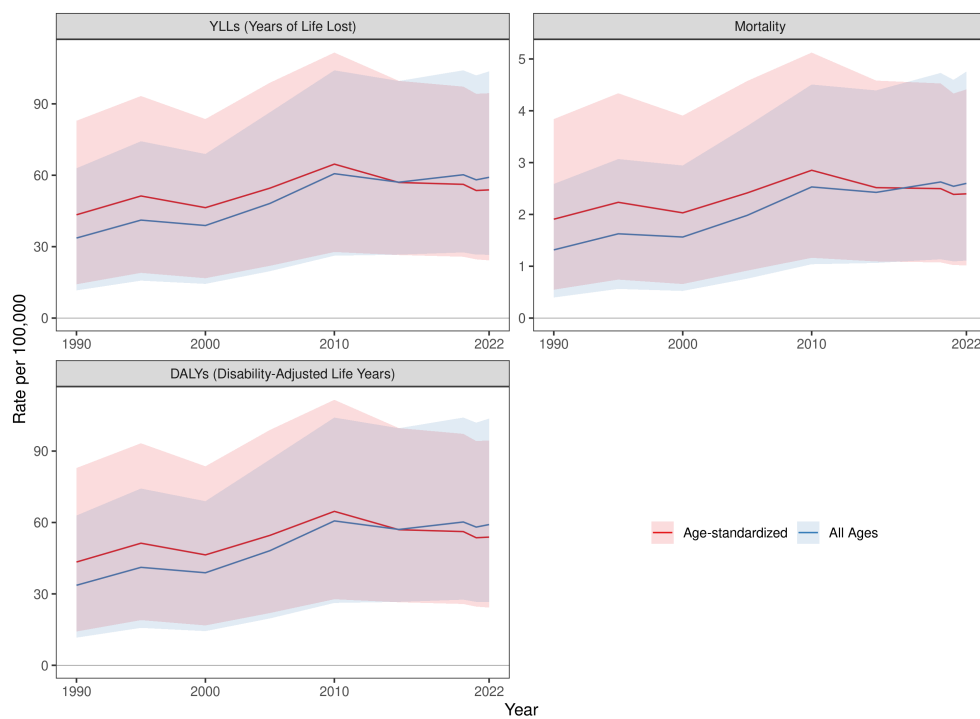 YLLs (Years of Life Lost)
Mortality
90
60
30
0
5
4
3
2
1
0
1990 2000 2010 2022
1990 2000 2010 2022
DALYs (Disability-Adjusted Life Years)
90
60
30
0
1990 2000 2010 2022
Rate per 100,000
Year
Age-standardized All Ages